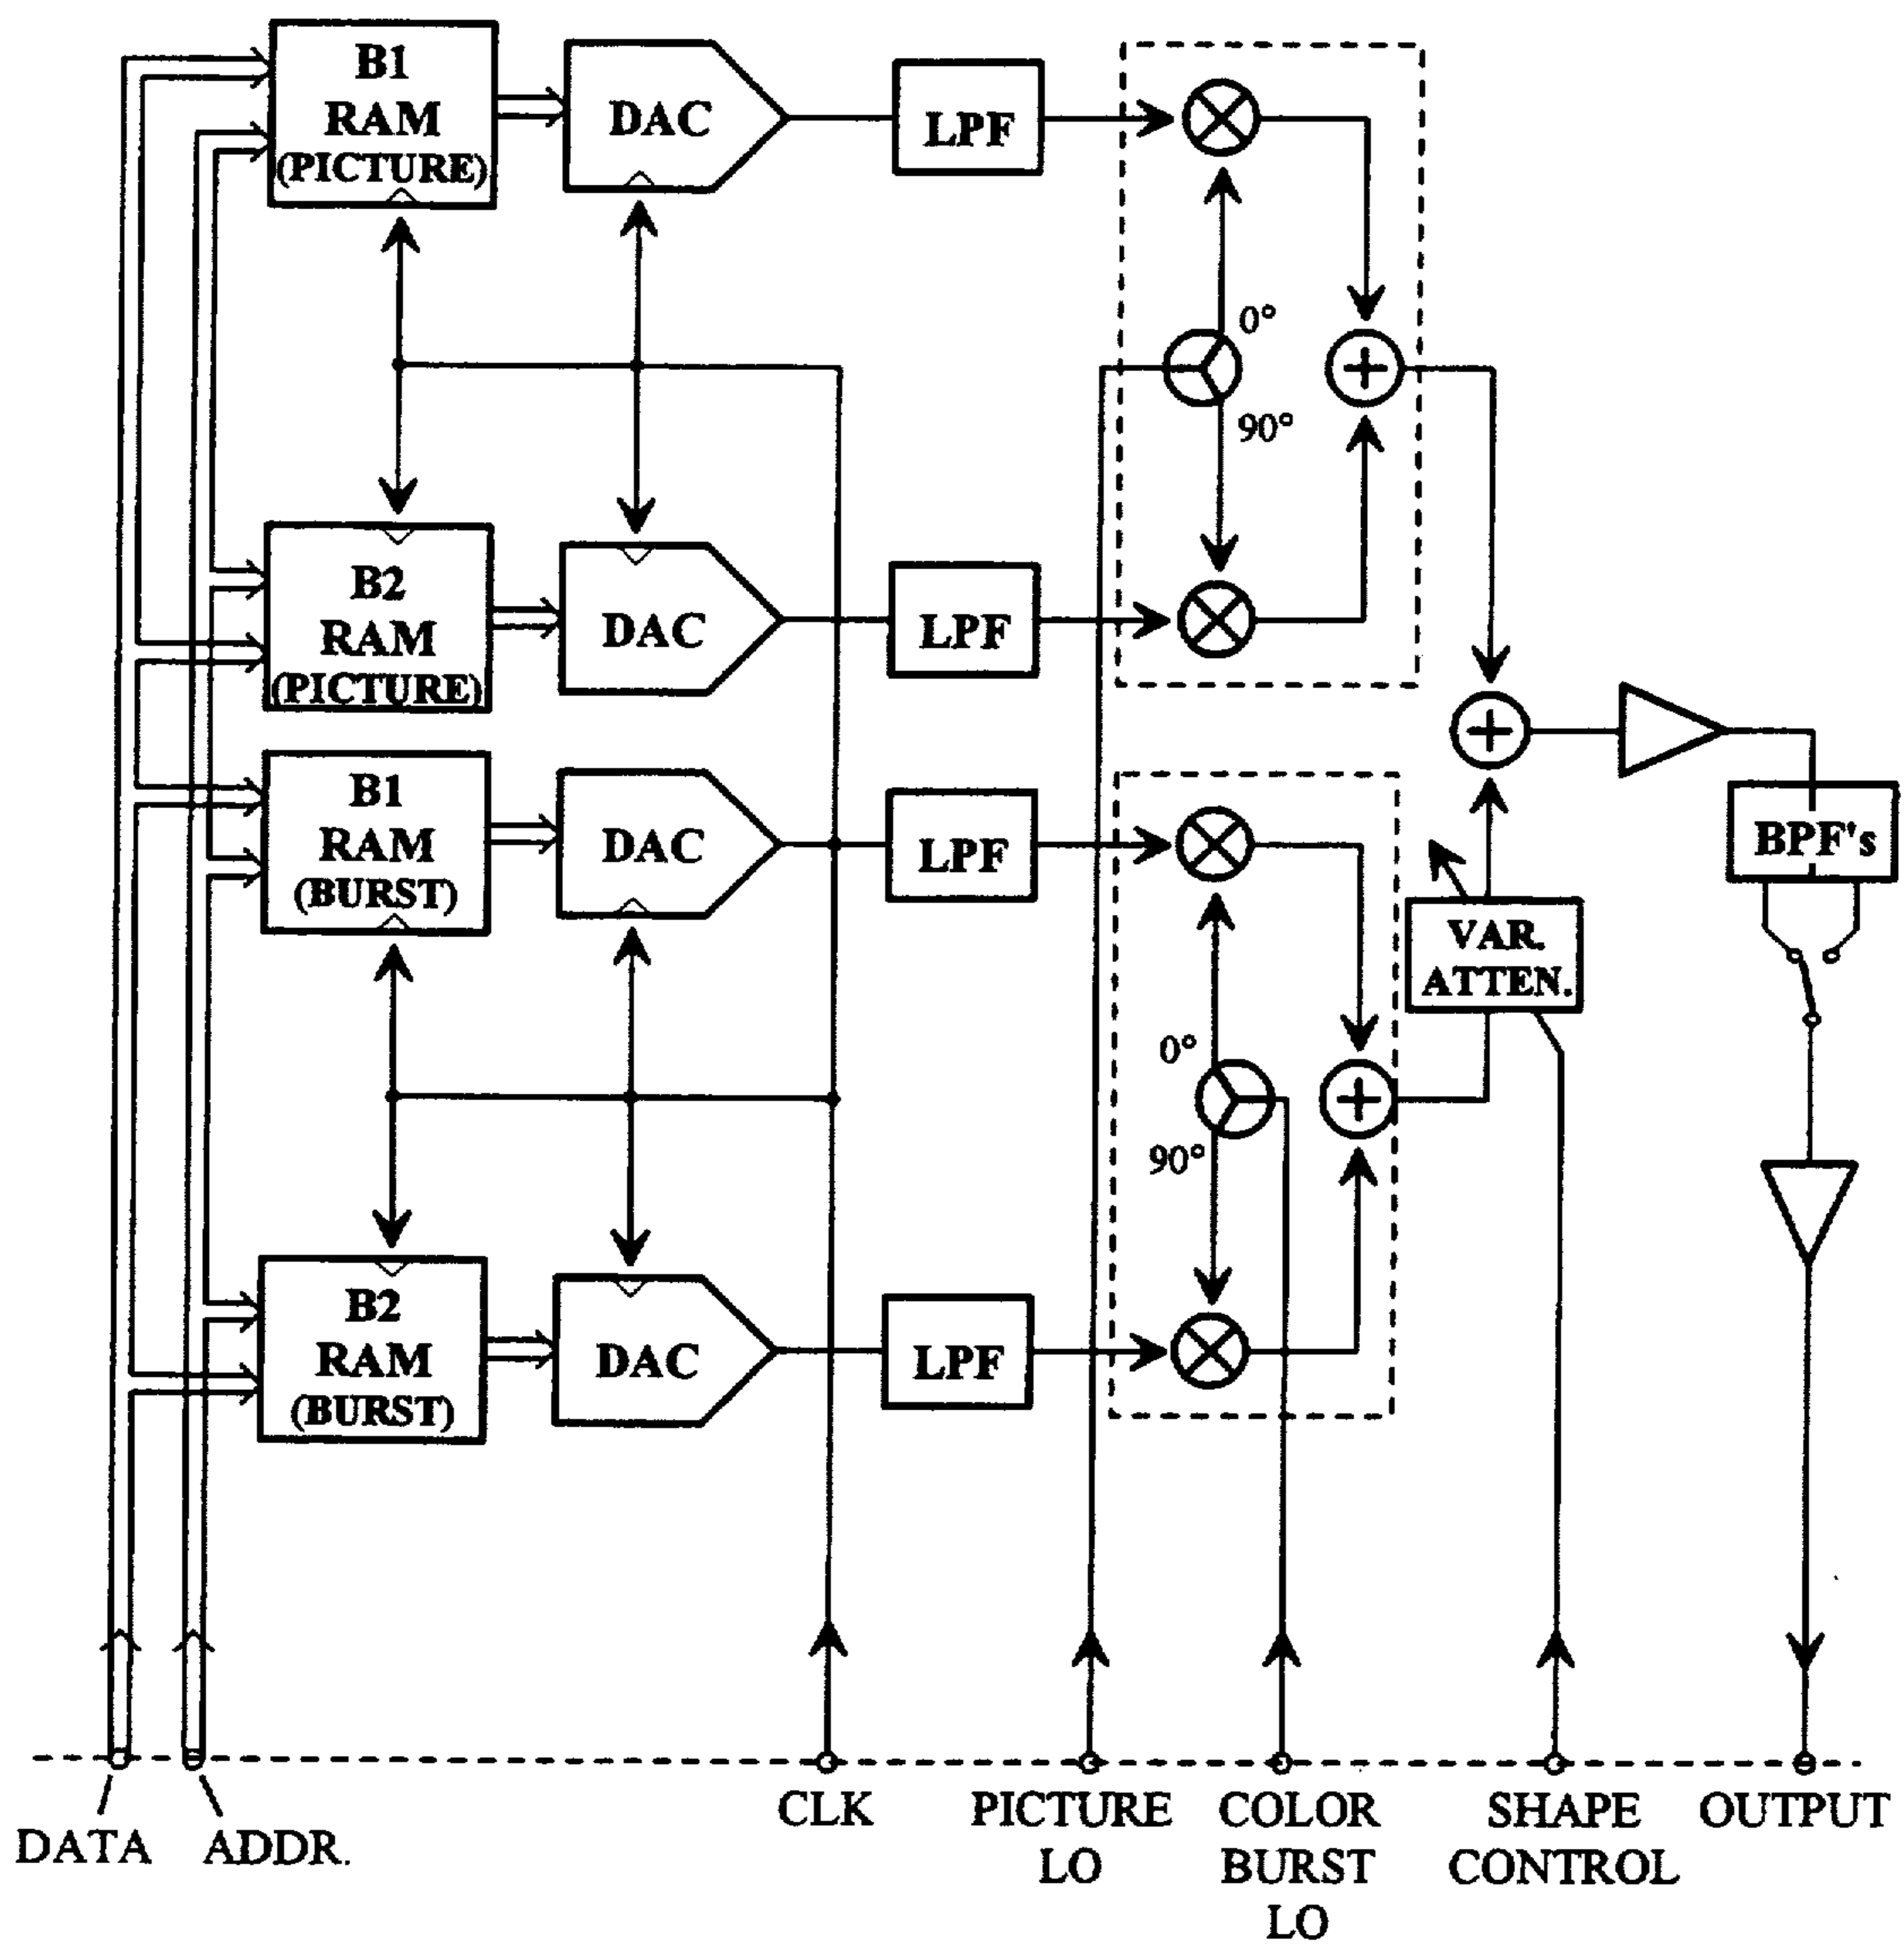 B1
RAM
(PICTURE)
DAC
LPF
0°
90°
B2
RAM
(PICTURE)
DAC
LPF
B1
RAM
(BURST)
DAC
LPF
BPF's
VAR.
ATTEN.
0°
90°
B2
RAM
(BURST)
DAC
LPF
DATA
ADDR.
CLK
PICTURE
LO
COLOR
BURST
LO
SHAPE
CONTROL
OUTPUT